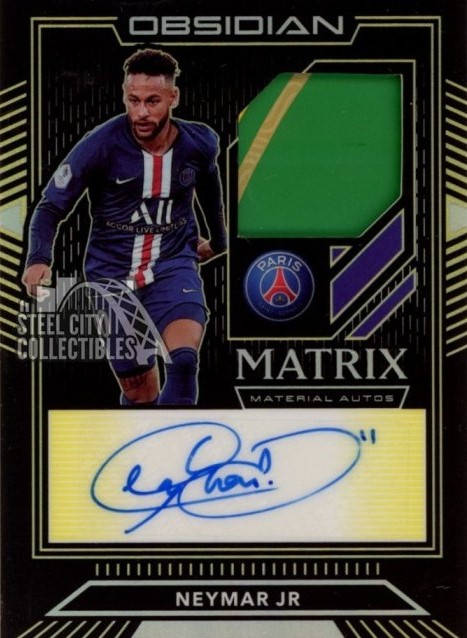 OBSIDIAN
ALL
ACCOR LIVE LIMITLESS
PARIS
STEEL CITY
COLLECTIBLES
MATRIX
MATERIAL AUTOS
NEYMAR JR